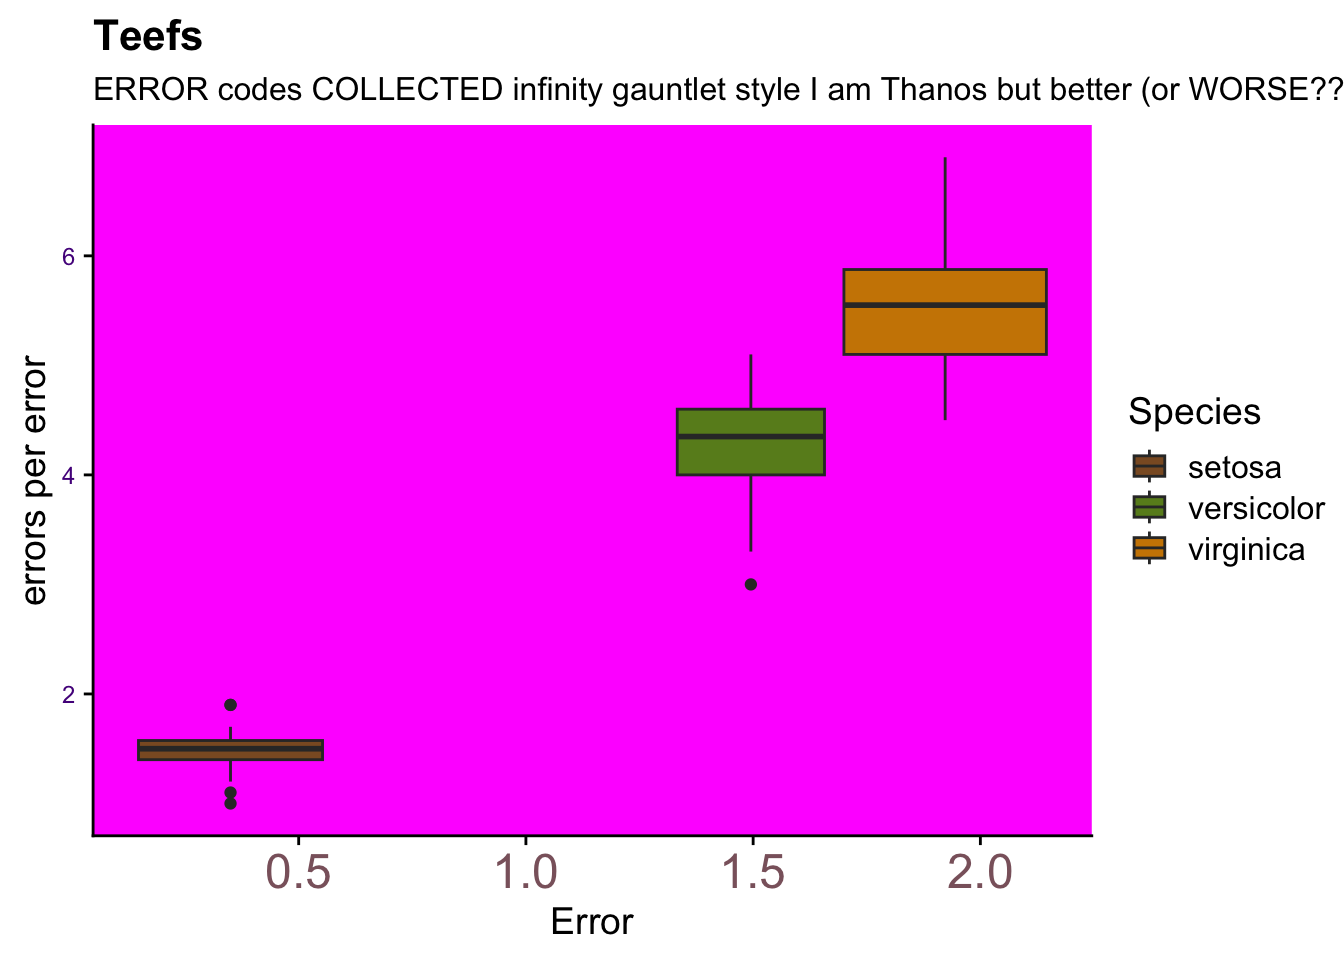 Teefs
ERROR codes COLLECTED infinity gauntlet style I am Thanos but better (or WORSE??
6
4
2
errors per error
0.5 1.0 1.5 2.0
Error
Species
setosa
versicolor
virginica